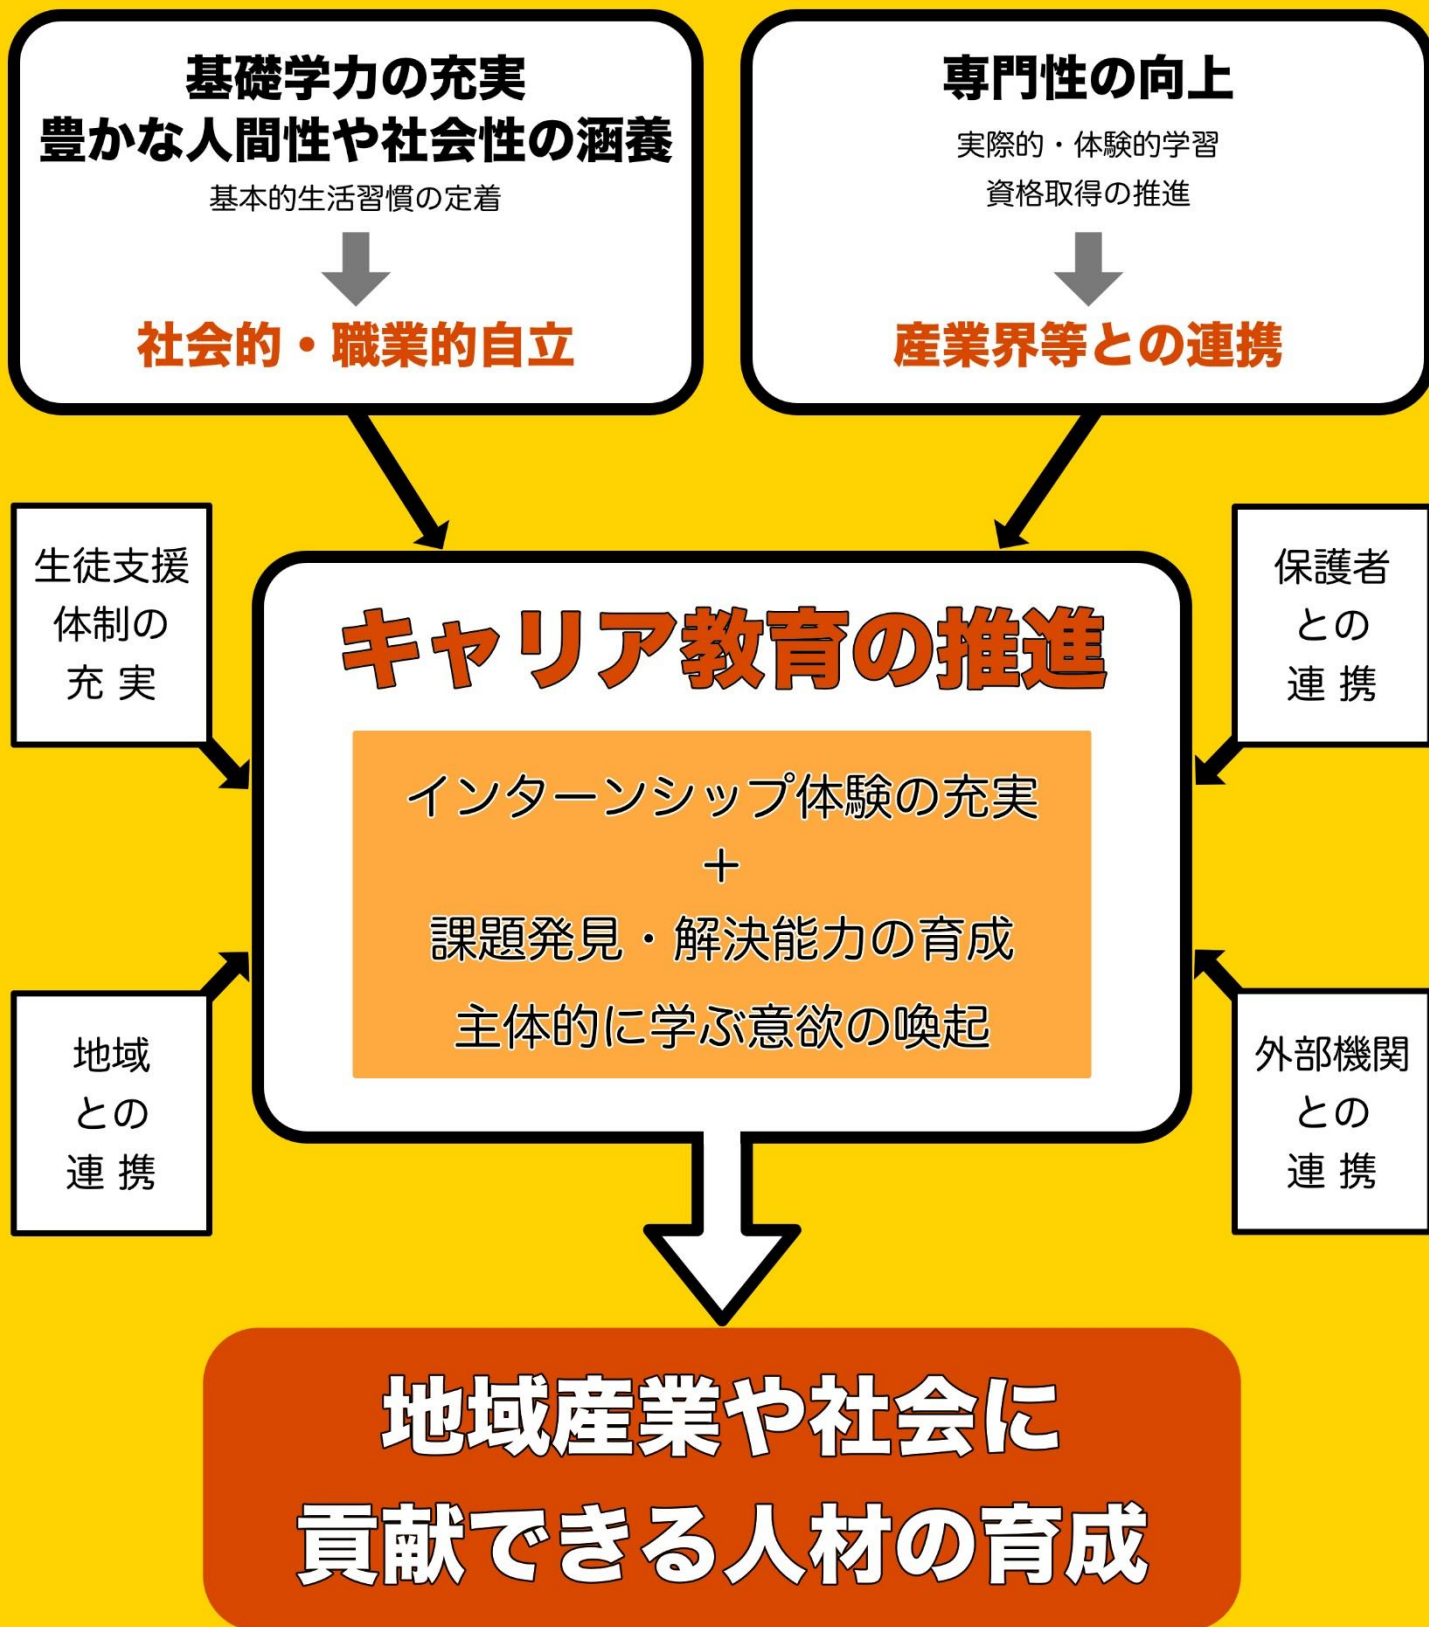 基礎学力の充実
豊かな人間性や社会性の涵養
基本的生活習慣の定着
社会的・職業的自立
専門性の向上
実際的・体験的学習
資格取得の推進
産業界等との連携
生徒支援
体制の
充 実
保護者
との
連 携
キャリア教育の推進
インターンシップ体験の充実
+
課題発見・解決能力の育成
主体的に学ぶ意欲の喚起
地域
との
連 携
外部機関
との
連 携
地域産業や社会に
貢献できる人材の育成